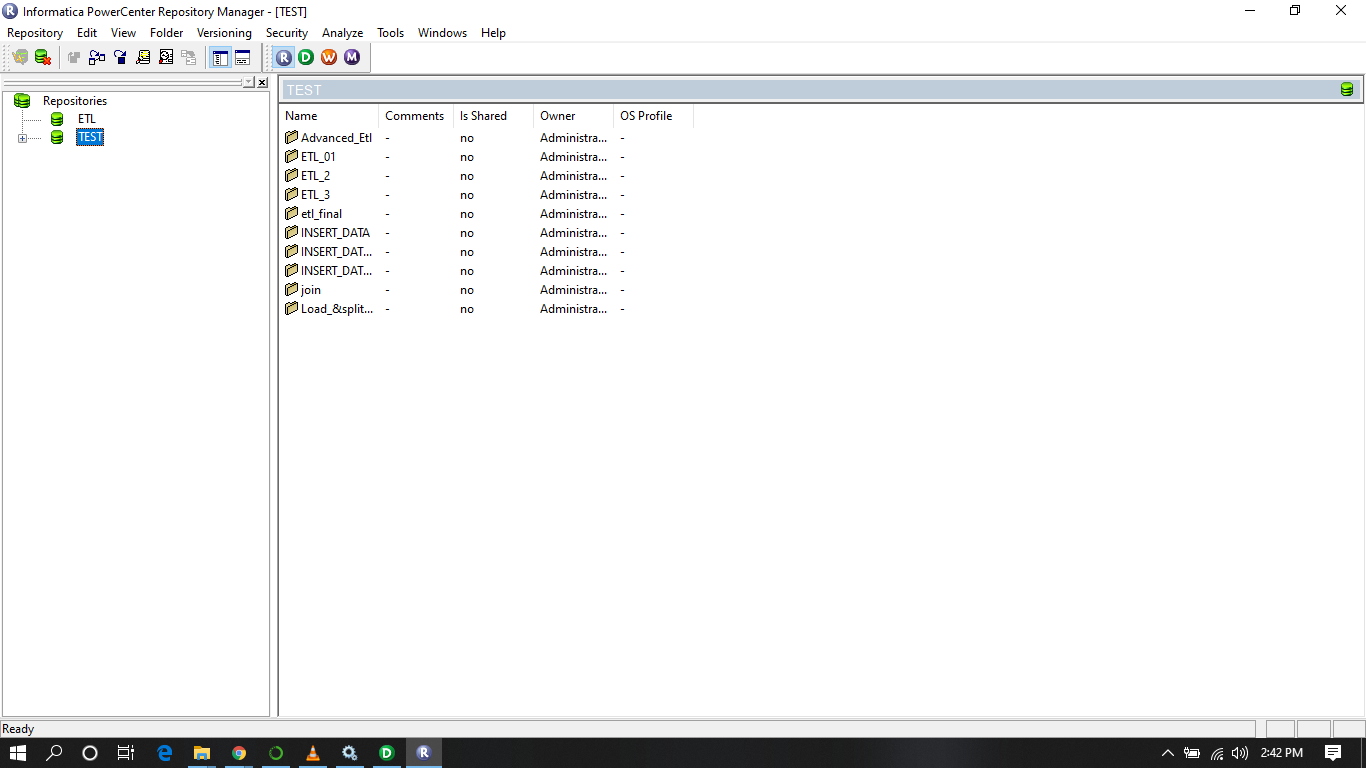 R Informatica PowerCenter Repository Manager - [TEST]
Repository Edit View Folder Versioning Security Analyze Tools Windows Help
R D W M
Repositories
ETL
TEST
TEST
Name Comments Is Shared Owner OS Profile
Advanced_Etl - no Administra... -
ETL_01 - no Administra... -
ETL_2 - no Administra... -
ETL_3 - no Administra... -
etl_final - no Administra... -
INSERT_DATA - no Administra... -
INSERT_DAT... - no Administra... -
INSERT_DAT... - no Administra... -
join - no Administra... -
Load_&split... - no Administra... -
Ready
D R 2:42 PM